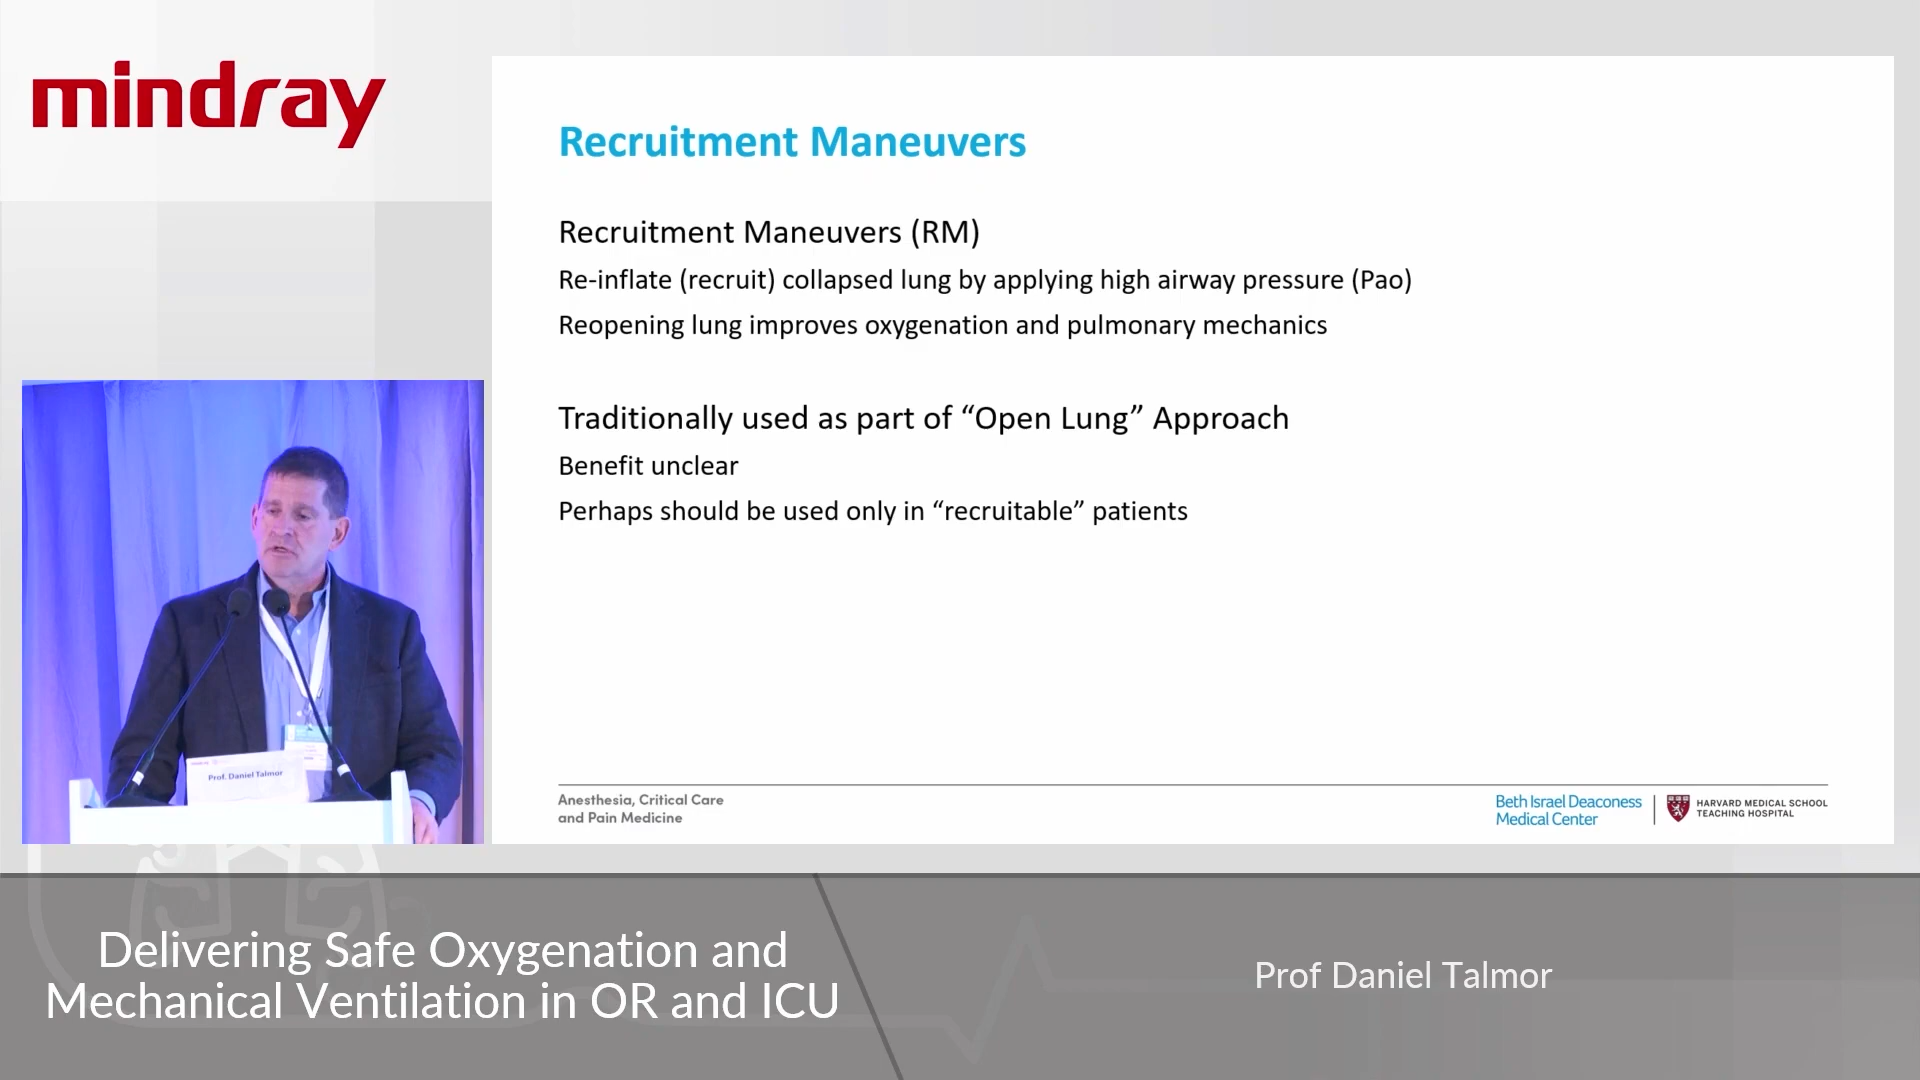 mindray
Recruitment Maneuvers
Recruitment Maneuvers (RM)
Re-inflate (recruit) collapsed lung by applying high airway pressure (Pao)
Reopening lung improves oxygenation and pulmonary mechanics
Traditionally used as part of “Open Lung” Approach
Benefit unclear
Perhaps should be used only in “recruitable” patients
Prof. Daniel Talmor
Anesthesia, Critical Care
and Pain Medicine
Beth Israel Deaconess
Medical Center
HARVARD MEDICAL SCHOOL
TEACHING HOSPITAL
Delivering Safe Oxygenation and
Mechanical Ventilation in OR and ICU
Prof Daniel Talmor